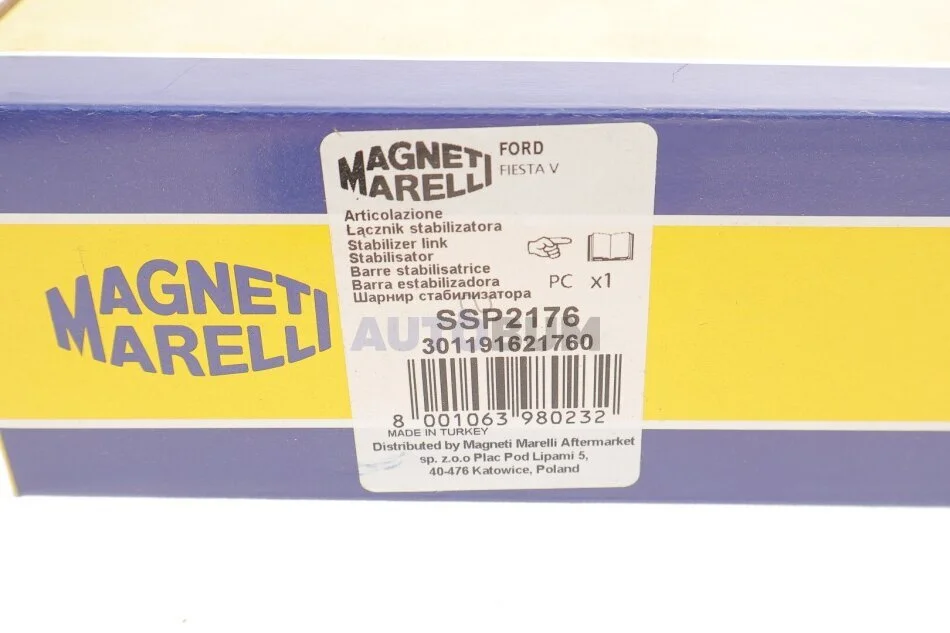 MAGNETI
MARELLI
MAGNETI
MARELLI
FORD
FIESTA V
Articolazione
Łącznik stabilizatora
Stabilizer link
Stabilisator
Barre stabilisatrice
Barra estabilizadora
Шарнир стабилизатора
PC x1
SSP2176
301191621760
8 001063 980232
MADE IN TURKEY
Distributed by Magneti Marelli Aftermarket
sp. z.o.o Plac Pod Lipami 5,
40-476 Katowice, Poland